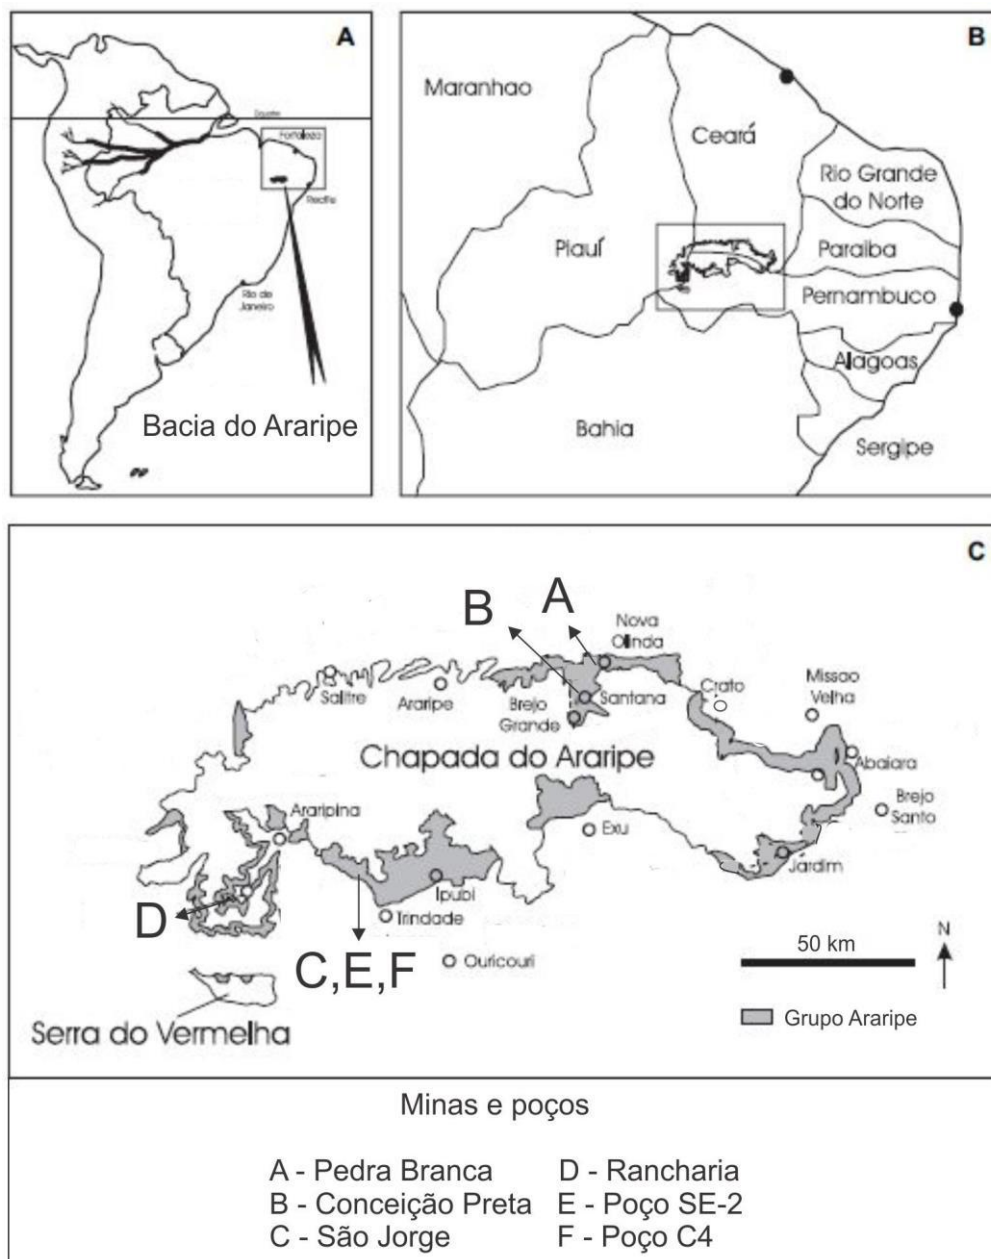 A
Equator
Fortaleza
Recife
Rio de
Janeiro
Bacia do Araripe
B
Maranhao
Ceará
Rio Grande
do Norte
Piauí
Paraiba
Pernambuco
Alagoas
Bahia
Sergipe
C
B
A
Nova
Olinda
Salitre
Araripe
Brejo
Grande
Santana
Crato
Missao
Velha
Chapada do Araripe
Abaiara
Brejo
Santo
Araripina
Exu
Jardim
Ipubi
Trindade
D
C,E,F
Ouricouri
N
50 km
Grupo Araripe
Serra do Vermelha
Minas e poços
A - Pedra Branca
D - Rancharia
B - Conceição Preta
E - Poço SE-2
C - São Jorge
F - Poço C4